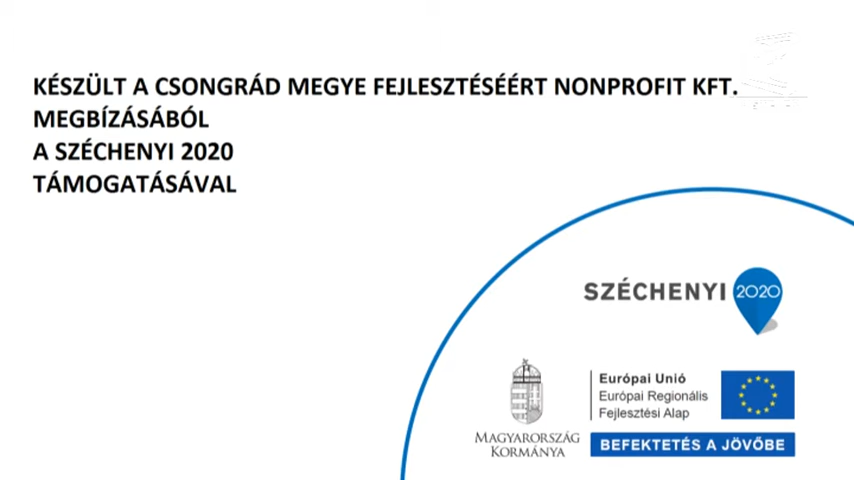 KÉSZÜLT A CSONGRÁD MEGYE FEJLESZTÉSÉÉRT NONPROFIT KFT.
MEGBÍZÁSÁBÓL
A SZÉCHENYI 2020
TÁMOGATÁSÁVAL
SZÉCHENYI 2020
Európai Unió
Európai Regionális
Fejlesztési Alap
MAGYARORSZÁG
KORMÁNYA
BEFEKTETÉS A JÖVŐBE